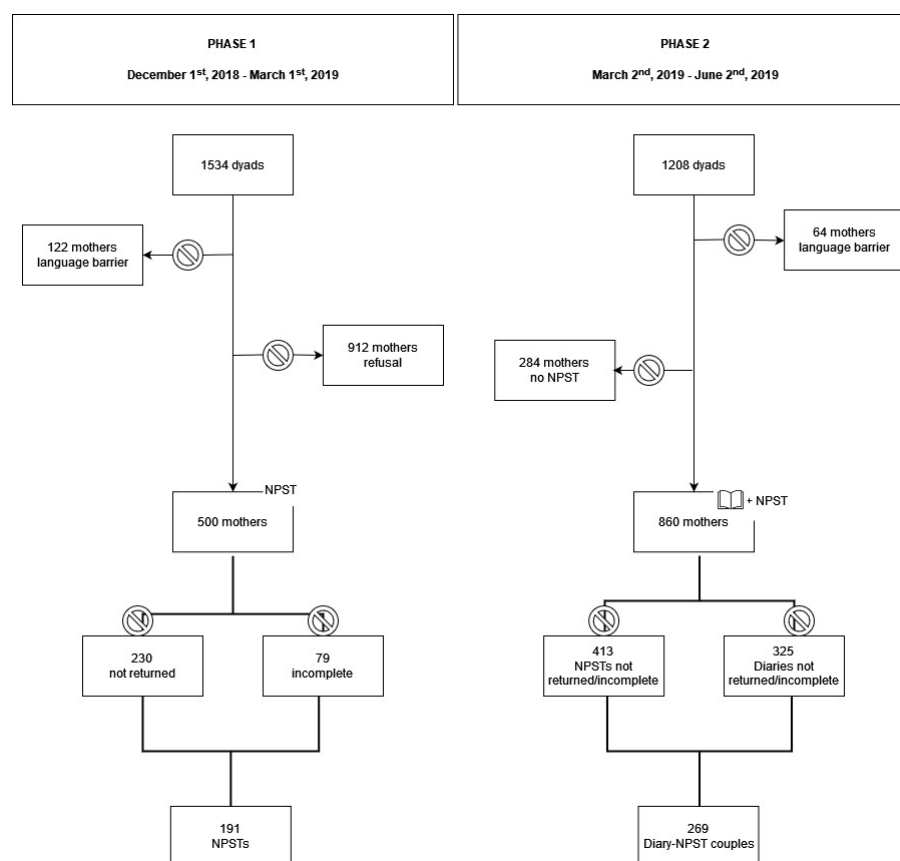 PHASE 1
December 1st, 2018 - March 1st, 2019
PHASE 2
March 2nd, 2019 - June 2nd, 2019
1534 dyads
122 mothers
language barrier
912 mothers
refusal
NPST
500 mothers
230
not returned
79
incomplete
191
NPSTs
1208 dyads
64 mothers
language barrier
284 mothers
no NPST
+ NPST
860 mothers
413
NPSTs not
returned/incomplete
325
Diaries not
returned/incomplete
269
Diary-NPST couples